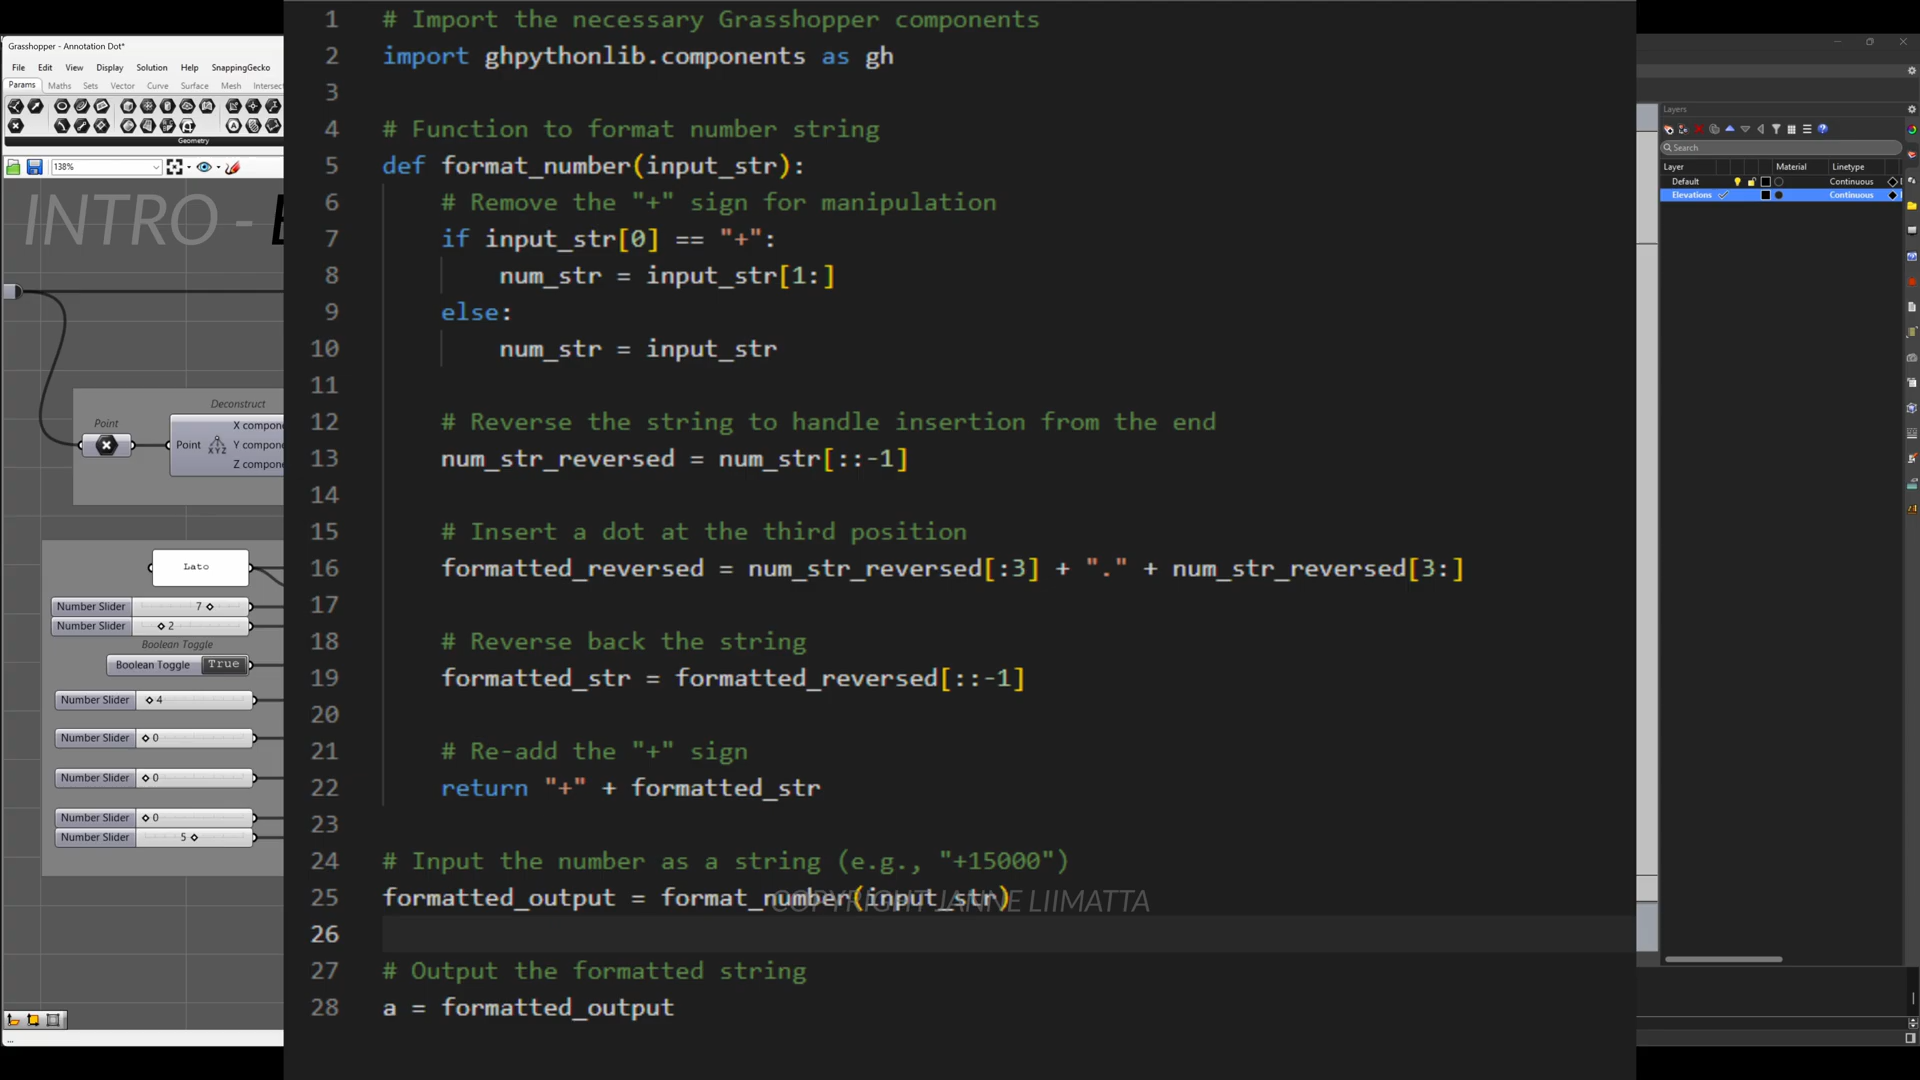 Grasshopper - Annotation Dot*
File Edit View Display Solution Help SnappingGecko
Params Maths Sets Vector Curve Surface Mesh Intersec
Geometry
138%
INTRO -
Point
Deconstruct
Point
X compon
Y compone
Z compone
Lato
Number Slider 7
Number Slider 2
Boolean Toggle
Boolean Toggle True
Number Slider 4
Number Slider 0
Number Slider 0
Number Slider 0
Number Slider 5
...
1 # Import the necessary Grasshopper components
2 import ghpythonlib.components as gh
3
4 # Function to format number string
5 def format_number(input_str):
6 # Remove the "+" sign for manipulation
7 if input_str[0] == "+":
8 num_str = input_str[1:]
9 else:
10 num_str = input_str
11
12 # Reverse the string to handle insertion from the end
13 num_str_reversed = num_str[::-1]
14
15 # Insert a dot at the third position
16 formatted_reversed = num_str_reversed[:3] + "." + num_str_reversed[3:]
17
18 # Reverse back the string
19 formatted_str = formatted_reversed[::-1]
20
21 # Re-add the "+" sign
22 return "+" + formatted_str
23
24 # Input the number as a string (e.g., "+15000")
25 formatted_output = format_number(input_str)
COPYRIGHT JANNE LIIMATTA
26
27 # Output the formatted string
28 a = formatted_output
Layers
Search
Layer Material Linetype
Default Continuous
Elevations Continuous